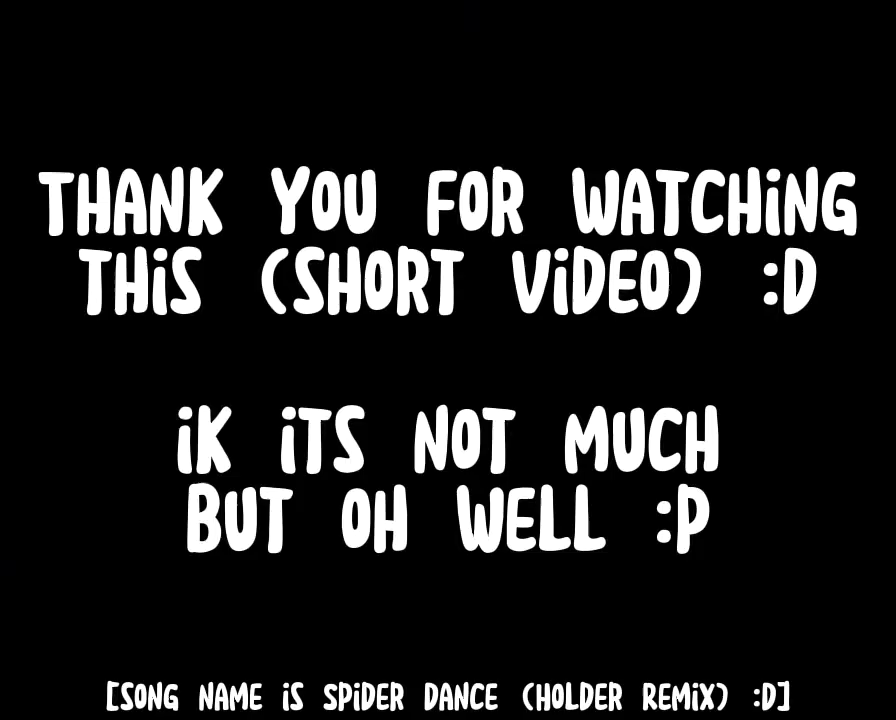 THANK YOU FOR WATCHiNG
THiS (SHORT ViDEO) :D
iK iTS NOT MUCH
BUT OH WELL :P
[SONG NAME iS SPiDER DANCE (HOLDER REMiX) :D]